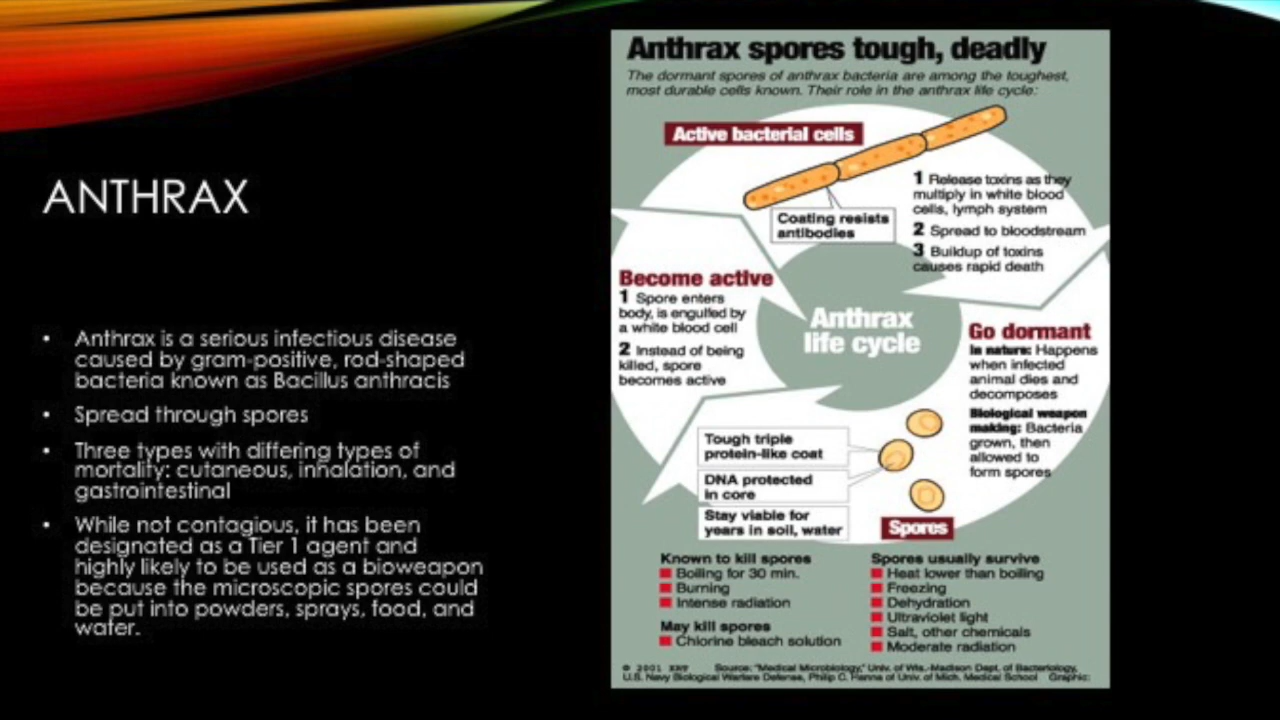 ANTHRAX
• Anthrax is a serious infectious disease
caused by gram-positive, rod-shaped
bacteria known as Bacillus anthracis
• Spread through spores
• Three types with differing types of
mortality: cutaneous, inhalation, and
gastrointestinal
• While not contagious, it has been
designated as a Tier 1 agent and
highly likely to be used as a bioweapon
because the microscopic spores could
be put into powders, sprays, food, and
water.
Anthrax spores tough, deadly
The dormant spores of anthrax bacteria are among the toughest,
most durable cells known. Their role in the anthrax life cycle:
Active bacterial cells
Coating resists
antibodies
1 Release toxins as they
multiply in white blood
cells, lymph system
2 Spread to bloodstream
3 Buildup of toxins
causes rapid death
Become active
1 Spore enters
body, is engulfed by
a white blood cell
2 Instead of being
killed, spore
becomes active
Anthrax
life cycle
Go dormant
In nature: Happens
when infected
animal dies and
decomposes
Biological weapon
making: Bacteria
grown, then
allowed to
form spores
Tough triple
protein-like coat
DNA protected
in core
Stay viable for
years in soil, water
Spores
Known to kill spores
Boiling for 30 min.
Burning
Intense radiation
May kill spores
Chlorine bleach solution
Spores usually survive
Heat lower than boiling
Freezing
Dehydration
Ultraviolet light
Salt, other chemicals
Moderate radiation
© 2001 Source: "Medical Microbiology," Univ. of Wis.-Madison Dept. of Bacteriology,
U.S. Navy Biological Warfare Defense, Philip C. Hanna of Univ. of Mich. Medical School Graphic: